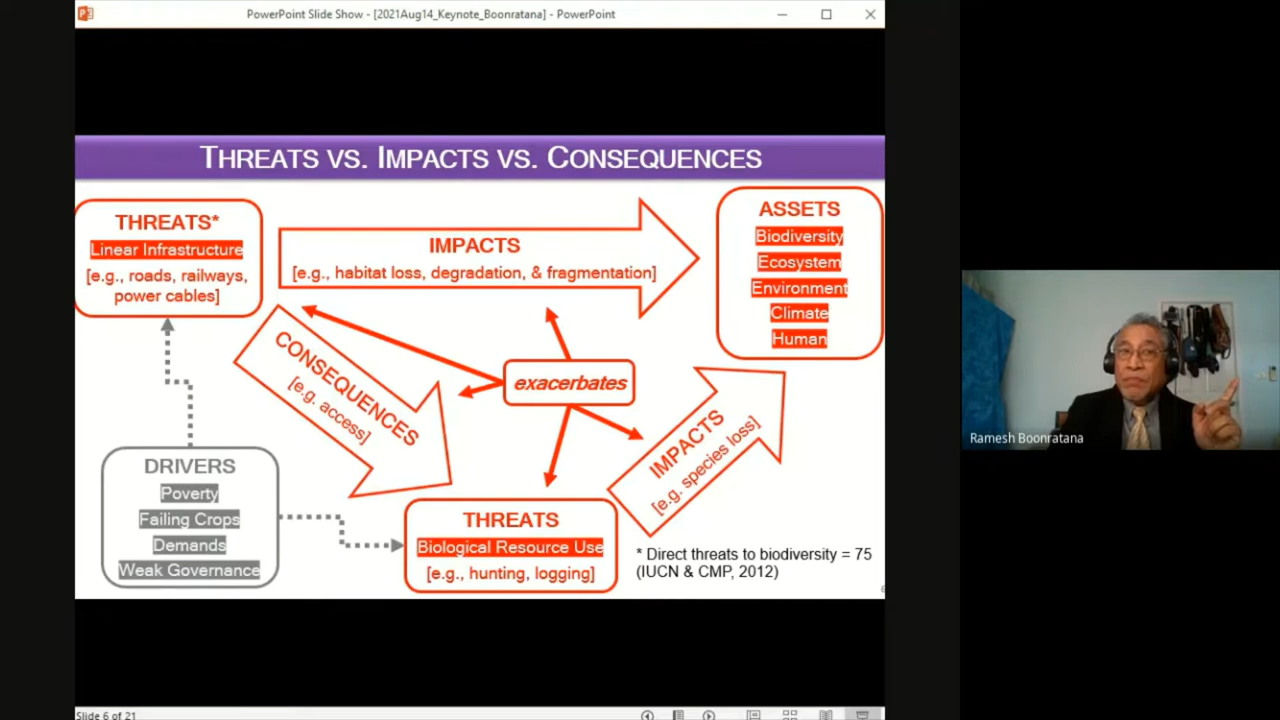 PowerPoint Slide Show - [2021Aug14_Keynote_Boonratana] - PowerPoint
THREATS VS. IMPACTS VS. CONSEQUENCES
THREATS*
Linear Infrastructure
[e.g., roads, railways,
power cables]
IMPACTS
[e.g., habitat loss, degradation, & fragmentation]
ASSETS
Biodiversity
Ecosystem
Environment
Climate
Human
CONSEQUENCES
[e.g. access]
exacerbates
IMPACTS
[e.g. species loss]
DRIVERS
Poverty
Failing Crops
Demands
Weak Governance
THREATS
Biological Resource Use
[e.g., hunting, logging]
* Direct threats to biodiversity = 75
(IUCN & CMP, 2012)
Ramesh Boonratana
Slide 6 of 21